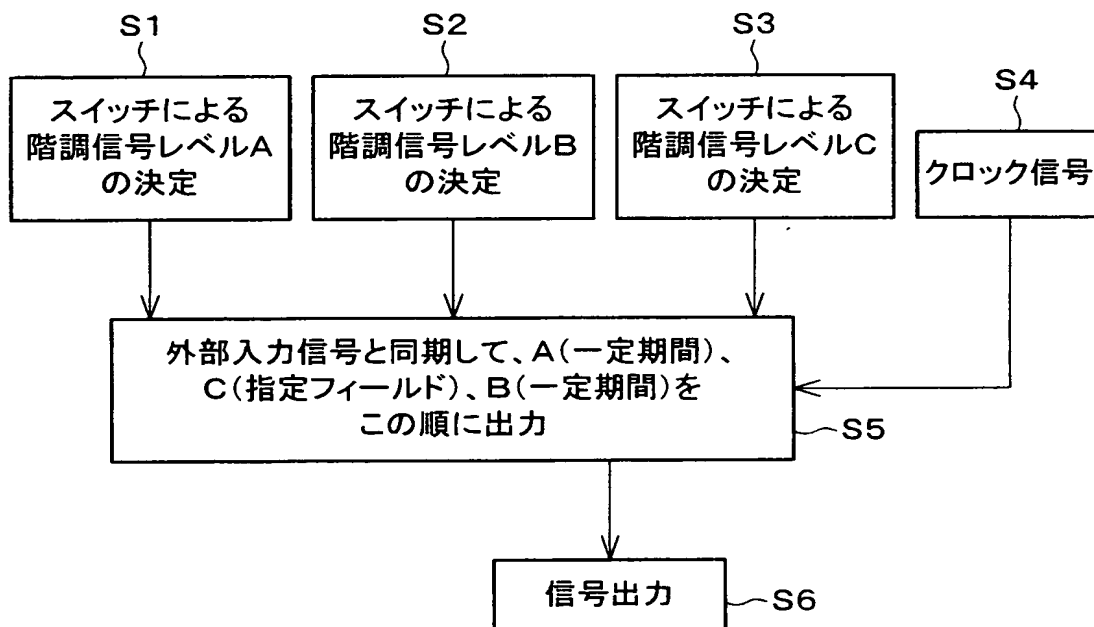 S1
S2
S3
S4
スイッチによる
階調信号レベルA
の決定
スイッチによる
階調信号レベルB
の決定
スイッチによる
階調信号レベルC
の決定
クロック信号
外部入力信号と同期して、A(一定期間)、
C(指定フィールド)、B(一定期間)を
この順に出力
S5
信号出力
S6